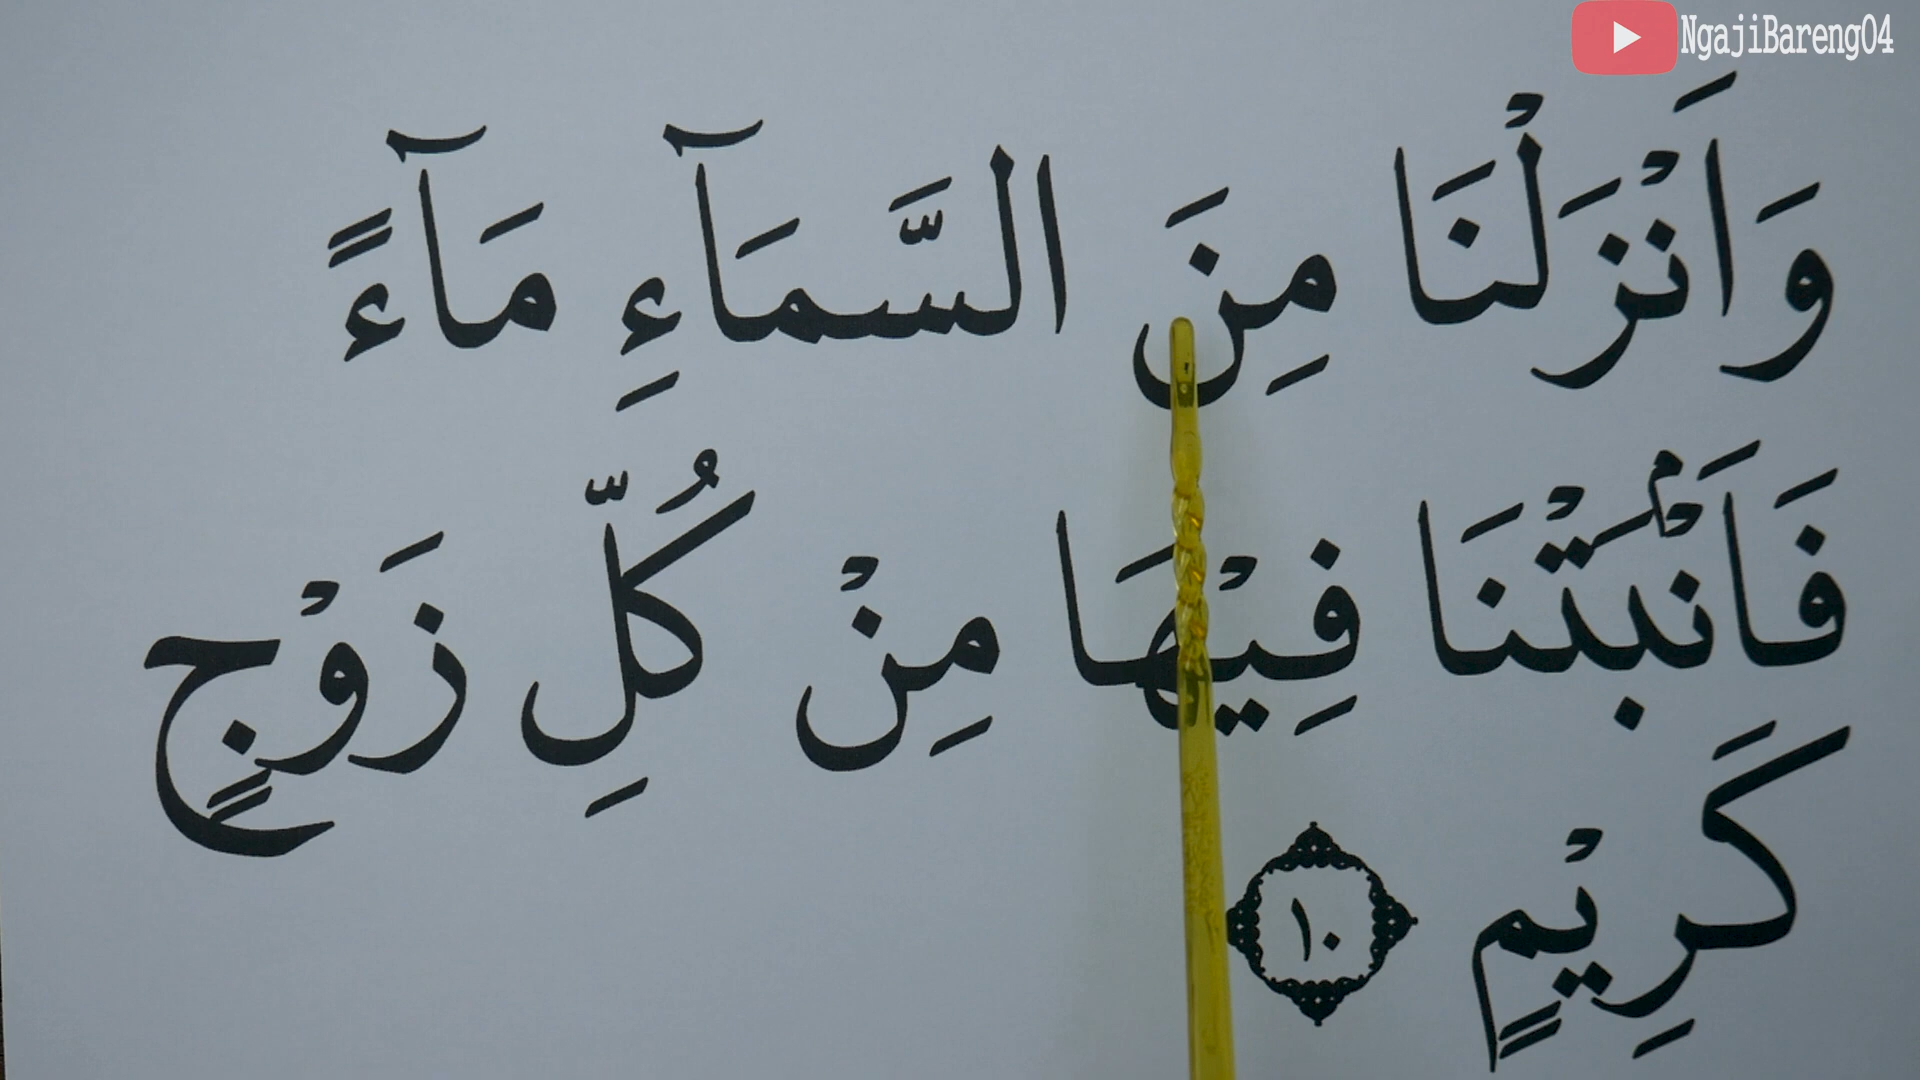 NgajiBareng04
وَاَنْزَلْنَا مِنَ السَّمَآءِ مَآءً
فَاَنْۢبَتْنَا فِيْهَا مِنْ كُلِّ زَوْجٍ
كَرِيْمٍ ١٠